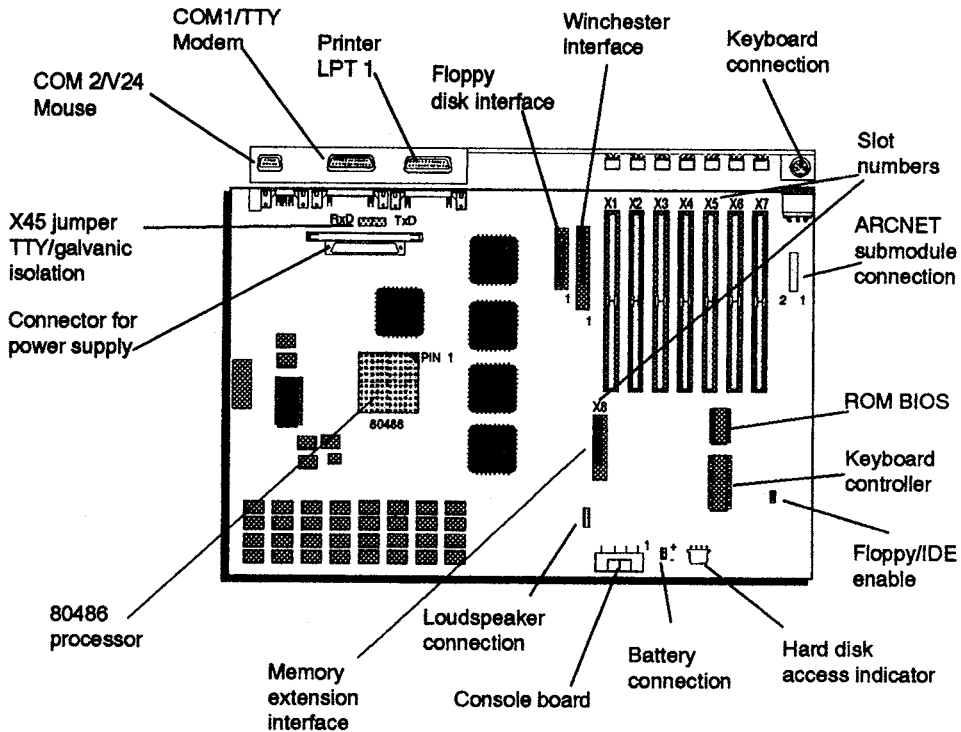 COM1/TTY
Modem
Printer
LPT 1
Winchester
interface
Keyboard
connection
COM 2/V24
Mouse
Floppy
disk interface
Slot
numbers
X45 jumper
TTY/galvanic
isolation
RxD
TxD
X1 X2 X3 X4 X5 X6 X7
ARCNET
submodule
connection
1
1
2 1
Connector for
power supply
PIN 1
80486
X8
ROM BIOS
Keyboard
controller
1
+
-
Floppy/IDE
enable
80486
processor
Loudspeaker
connection
Memory
extension
interface
Console board
Battery
connection
Hard disk
access indicator